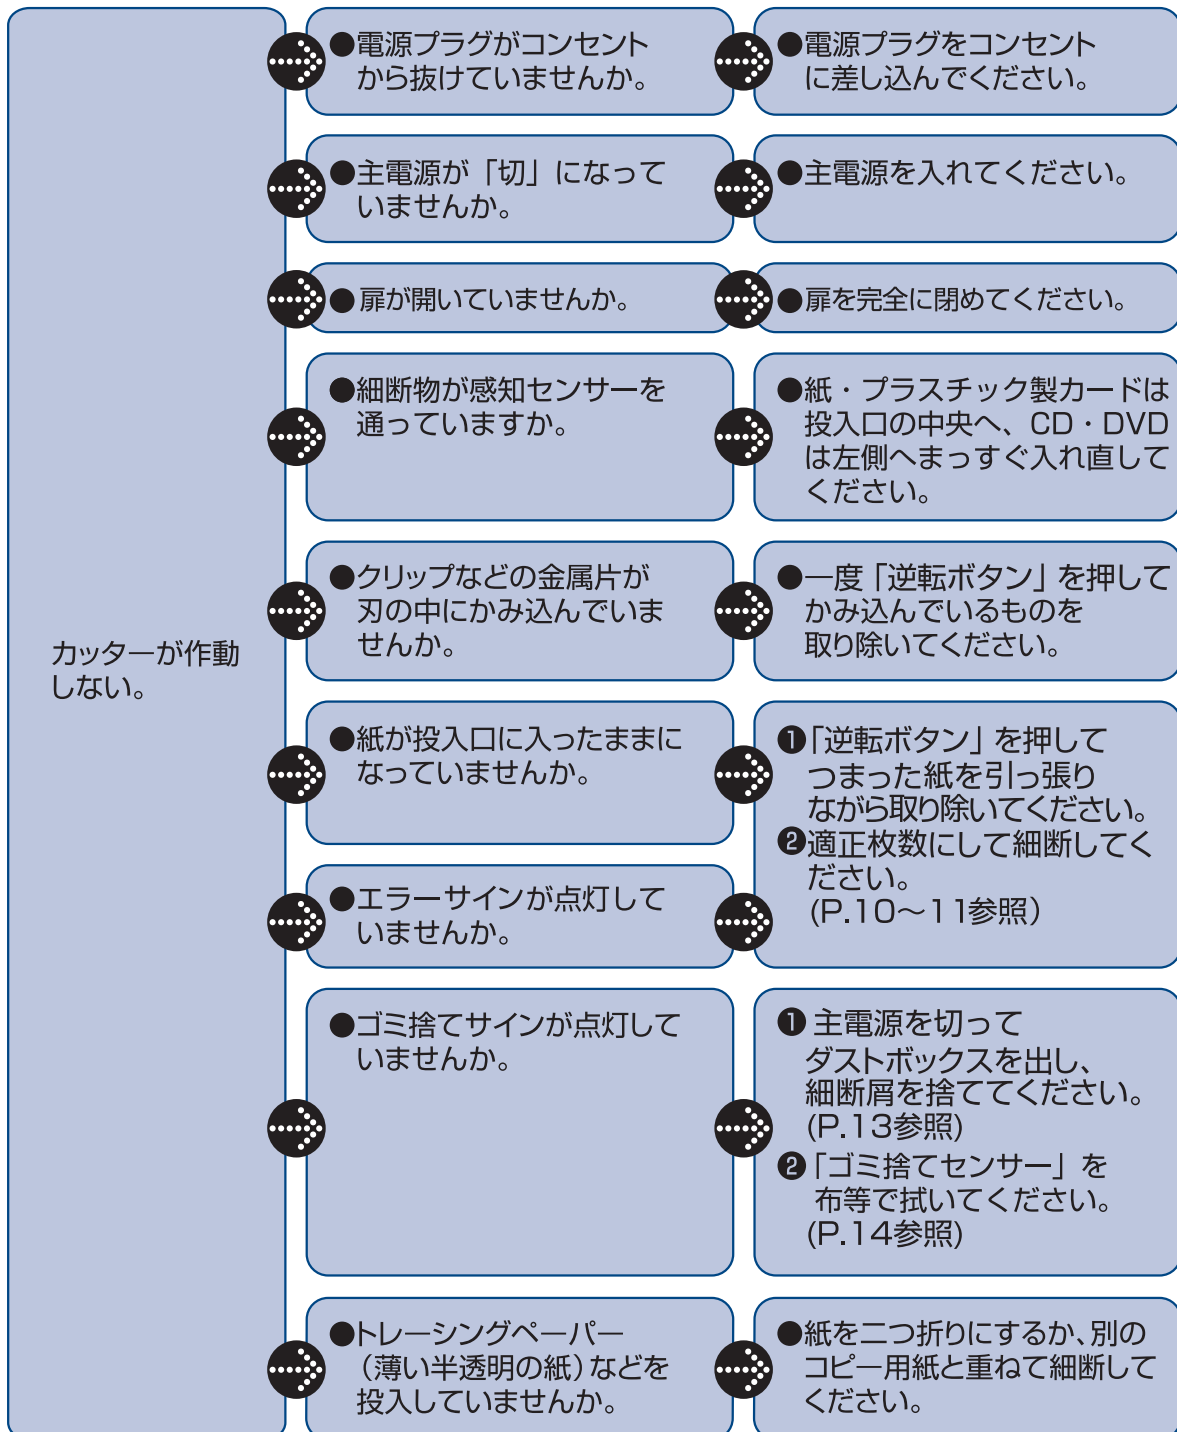 カッターが作動
しない。
●電源プラグがコンセント
から抜けていませんか。
●電源プラグをコンセント
に差し込んでください。
●主電源が「切」になって
いませんか。
●主電源を入れてください。
●扉が開いていませんか。
●扉を完全に閉めてください。
●細断物が感知センサーを
通っていますか。
●紙・プラスチック製カードは
投入口の中央へ、CD・DVD
は左側へまっすぐ入れ直して
ください。
●クリップなどの金属片が
刃の中にかみ込んでいま
せんか。
●一度「逆転ボタン」を押して
かみ込んでいるものを
取り除いてください。
●紙が投入口に入ったままに
なっていませんか。
●エラーサインが点灯して
いませんか。
❶「逆転ボタン」を押して
つまった紙を引っ張り
ながら取り除いてください。
❷適正枚数にして細断してく
ださい。
(P.10〜11参照)
●ゴミ捨てサインが点灯して
いませんか。
❶主電源を切って
ダストボックスを出し、
細断屑を捨ててください。
(P.13参照)
❷「ゴミ捨てセンサー」を
布等で拭いてください。
(P.14参照)
●トレーシングペーパー
(薄い半透明の紙)などを
投入していませんか。
●紙を二つ折りにするか、別の
コピー用紙と重ねて細断して
ください。